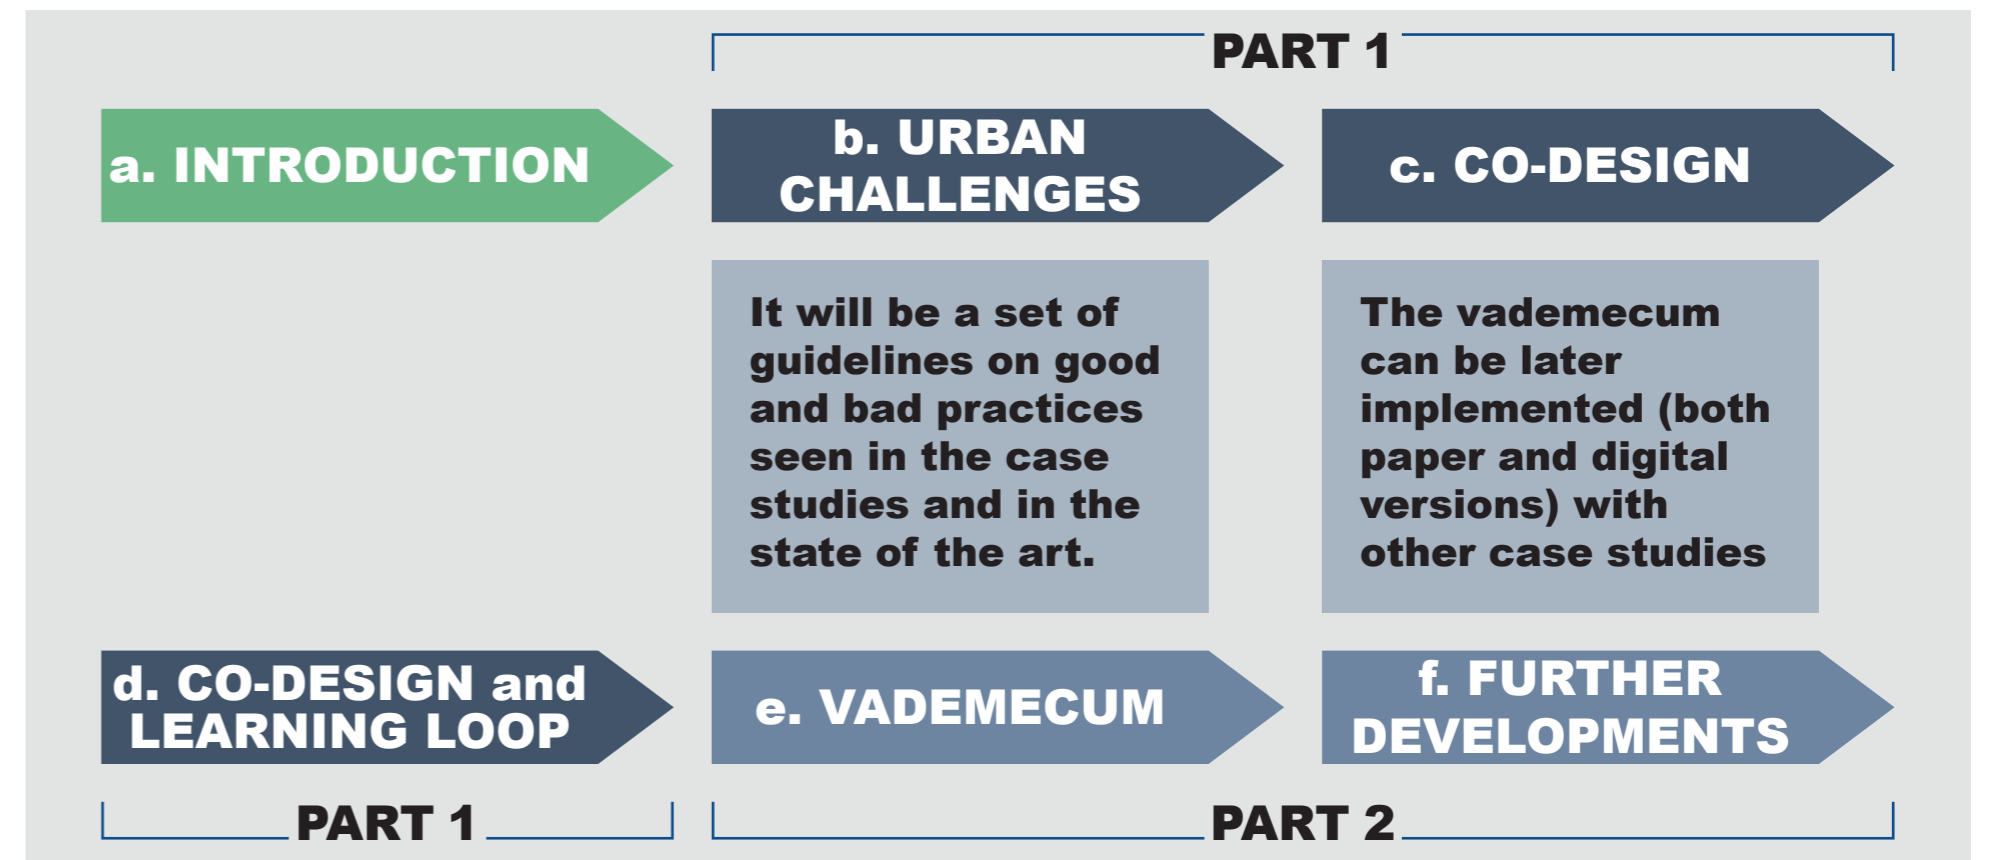 PART 1
a. INTRODUCTION
b. URBAN
CHALLENGES
c. CO-DESIGN
It will be a set of
guidelines on good
and bad practices
seen in the case
studies and in the
state of the art.
The vademecum
can be later
implemented (both
paper and digital
versions) with
other case studies
d. CO-DESIGN and
LEARNING LOOP
e. VADEMECUM
f. FURTHER
DEVELOPMENTS
PART 1
PART 2